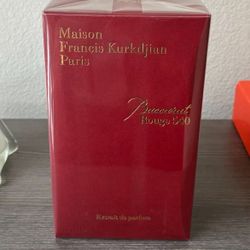 Maison
Francis Kurkdjian
Paris
Baccarat
Rouge 540
Extrait de parfum